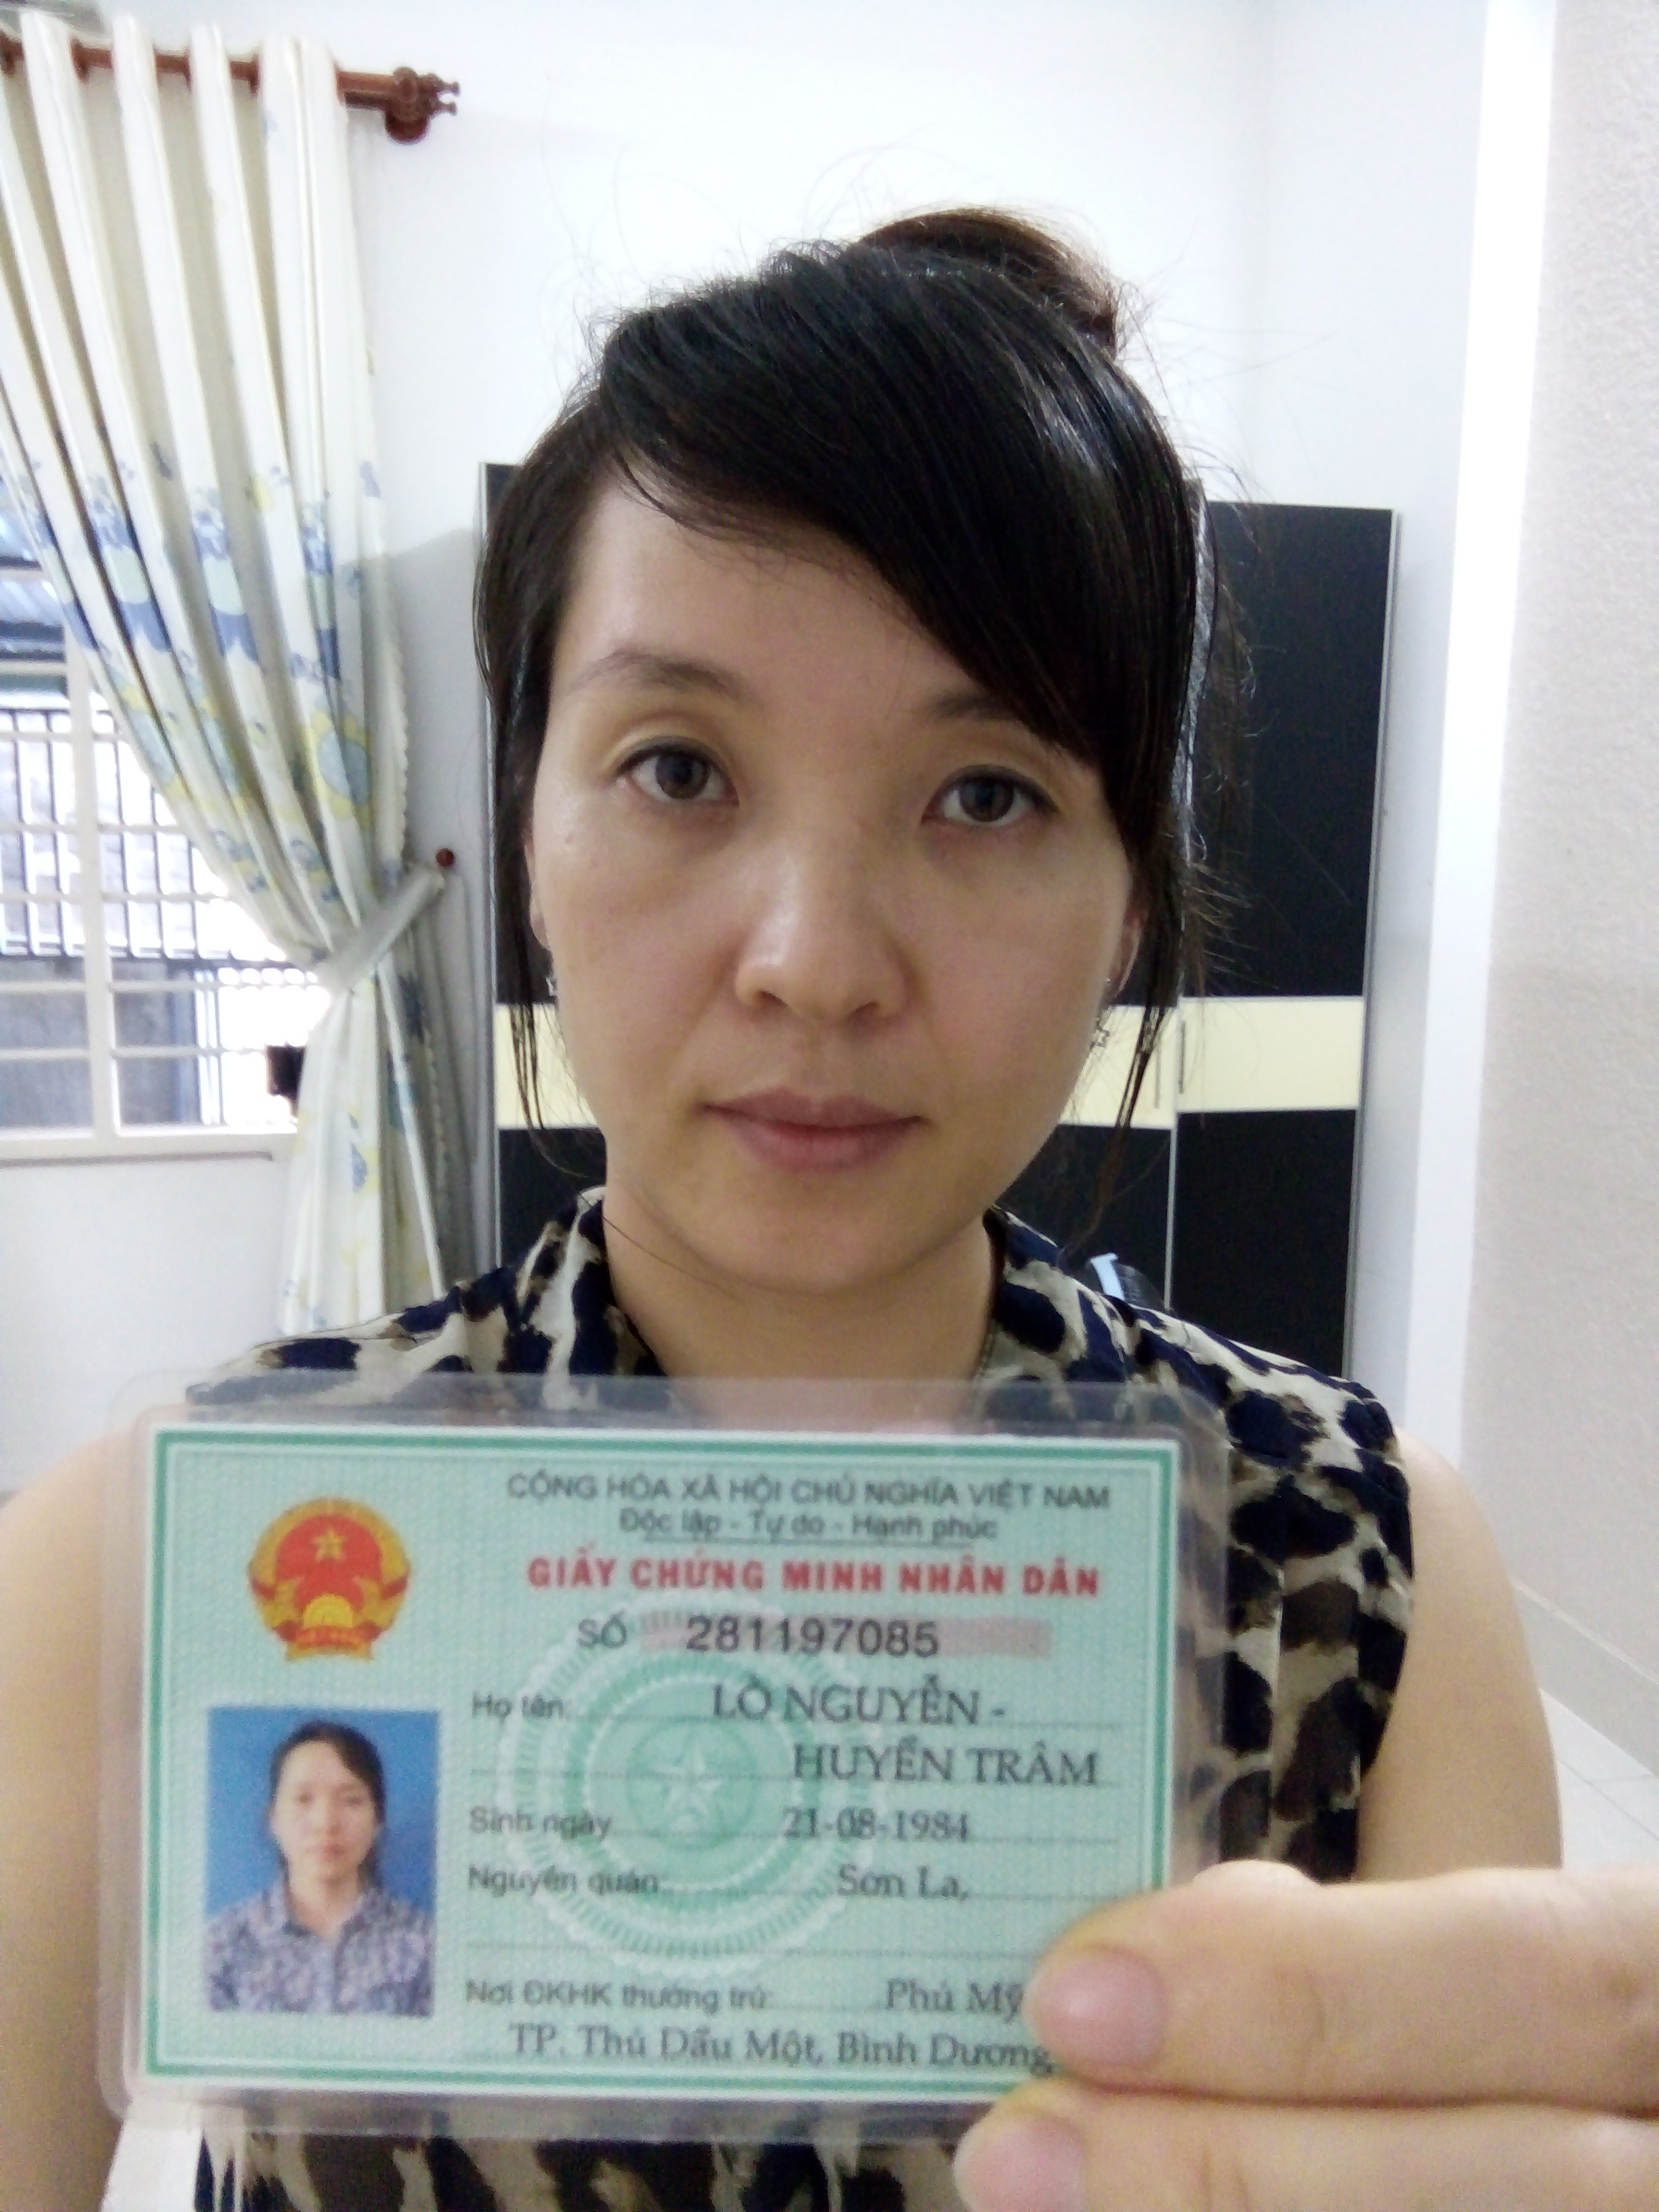 CỘNG HÒA XÃ HỘI CHỦ NGHĨA VIỆT NAM
Độc lập - Tự do - Hạnh phúc
GIẤY CHỨNG MINH NHÂN DÂN
SỐ 281197085
Họ tên: LÒ NGUYỄN -
HUYỀN TRÂM
Sinh ngày 21-08-1984
Nguyên quán: Sơn La,
Nơi ĐKHK thường trú: Phú Mỹ
TP. Thủ Dầu Một, Bình Dương,